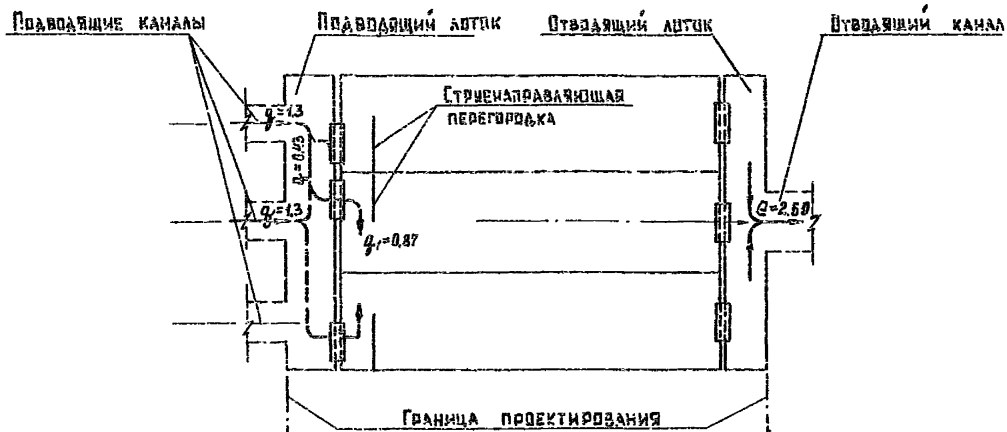 Подводящие каналы
Подводящий лоток
Отводящий лоток
Отводящий канал
Струенаправляющая
перегородка
q=1.3
q=0.43
q=1.3
q₁=0.87
Q=2.60
Граница проектирования